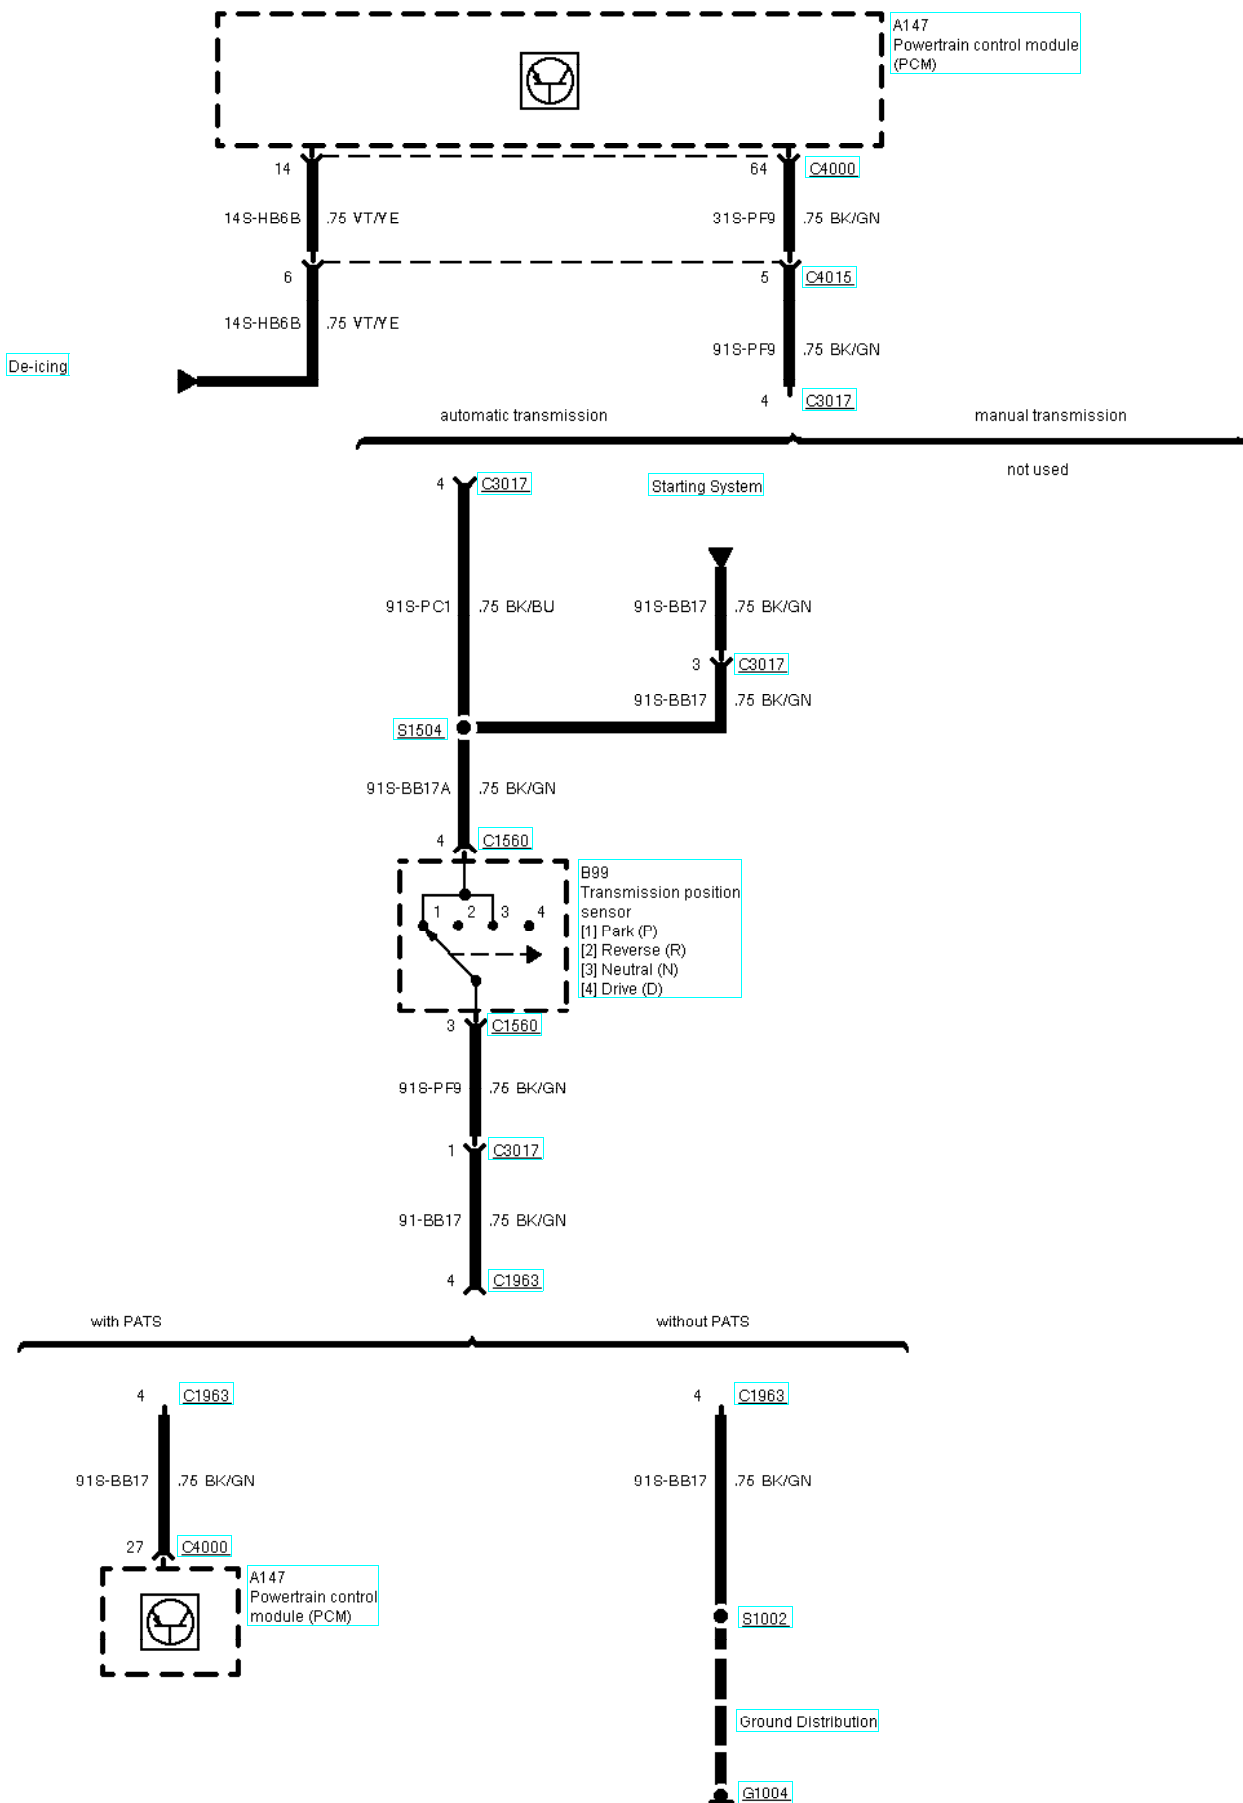 A147
Powertrain control module
(PCM)
14
64 C4000
14S-HB6B .75 VT/YE
31S-PF9 .75 BK/GN
6
5 C4015
14S-HB6B .75 VT/YE
91S-PF9 .75 BK/GN
De-icing
4 C3017
automatic transmission
manual transmission
not used
4 C3017
Starting System
91S-PC1 .75 BK/BU
91S-BB17 .75 BK/GN
3 C3017
91S-BB17 .75 BK/GN
S1504
91S-BB17A .75 BK/GN
4 C1560
B99
Transmission position
sensor
[1] Park (P)
[2] Reverse (R)
[3] Neutral (N)
[4] Drive (D)
1 2 3 4
3 C1560
91S-PF9 .75 BK/GN
1 C3017
91-BB17 .75 BK/GN
4 C1963
with PATS
without PATS
4 C1963
4 C1963
91S-BB17 .75 BK/GN
91S-BB17 .75 BK/GN
27 C4000
A147
Powertrain control
module (PCM)
S1002
Ground Distribution
G1004